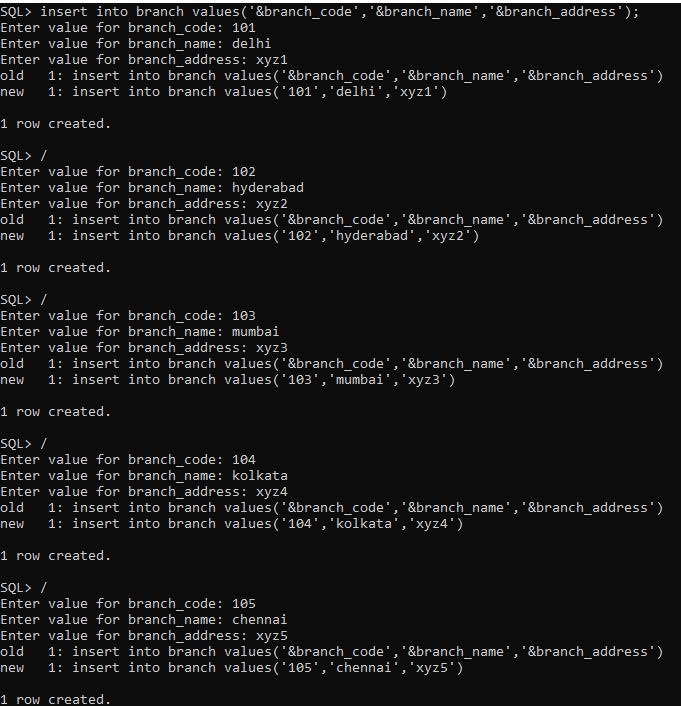 SQL> insert into branch values('&branch_code','&branch_name','&branch_address');
Enter value for branch_code: 101
Enter value for branch_name: delhi
Enter value for branch_address: xyz1
old   1: insert into branch values('&branch_code','&branch_name','&branch_address')
new   1: insert into branch values('101','delhi','xyz1')
1 row created.
SQL> /
Enter value for branch_code: 102
Enter value for branch_name: hyderabad
Enter value for branch_address: xyz2
old   1: insert into branch values('&branch_code','&branch_name','&branch_address')
new   1: insert into branch values('102','hyderabad','xyz2')
1 row created.
SQL> /
Enter value for branch_code: 103
Enter value for branch_name: mumbai
Enter value for branch_address: xyz3
old   1: insert into branch values('&branch_code','&branch_name','&branch_address')
new   1: insert into branch values('103','mumbai','xyz3')
1 row created.
SQL> /
Enter value for branch_code: 104
Enter value for branch_name: kolkata
Enter value for branch_address: xyz4
old   1: insert into branch values('&branch_code','&branch_name','&branch_address')
new   1: insert into branch values('104','kolkata','xyz4')
1 row created.
SQL> /
Enter value for branch_code: 105
Enter value for branch_name: chennai
Enter value for branch_address: xyz5
old   1: insert into branch values('&branch_code','&branch_name','&branch_address')
new   1: insert into branch values('105','chennai','xyz5')
1 row created.